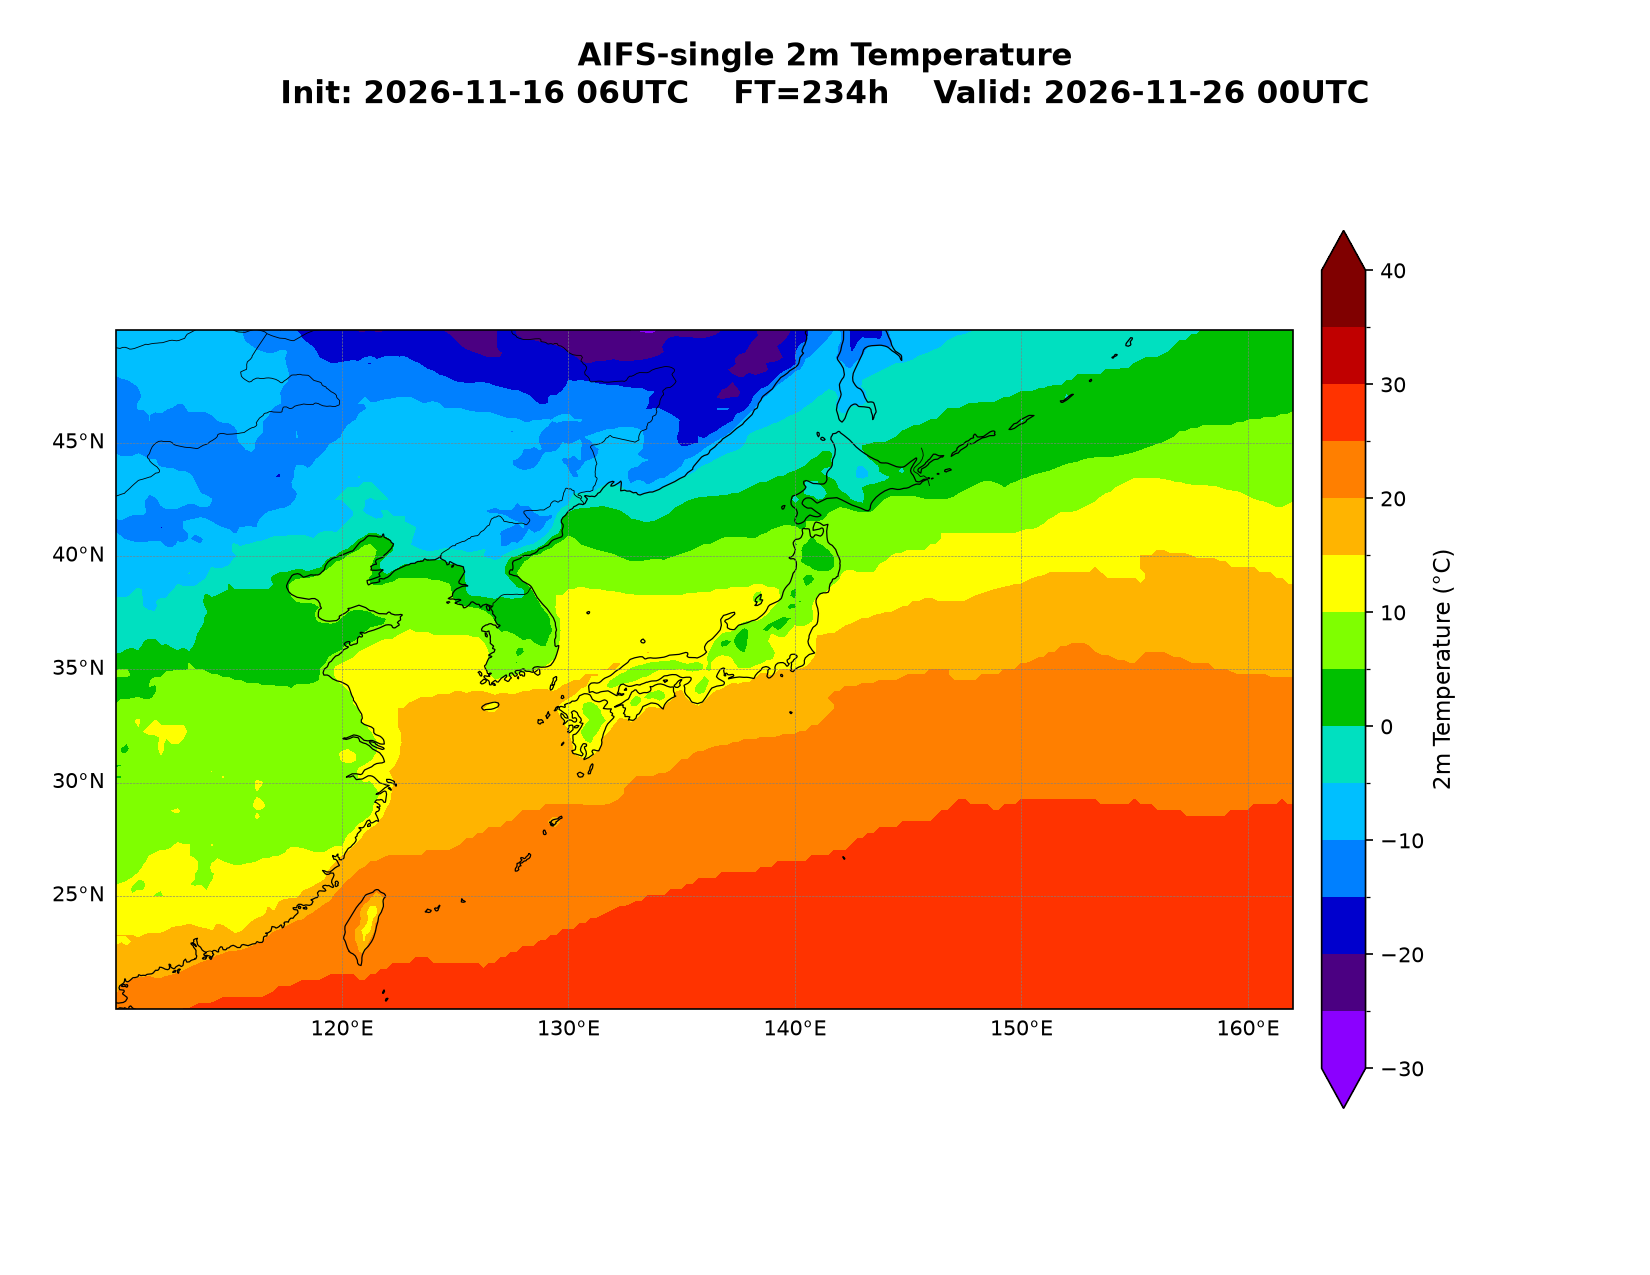 AIFS-single 2m Temperature
Init: 2026-11-16 06UTC    FT=234h    Valid: 2026-11-26 00UTC
45°N
40°N
35°N
30°N
25°N
120°E
130°E
140°E
150°E
160°E
40
30
20
10
0
−10
−20
−30
2m Temperature (°C)